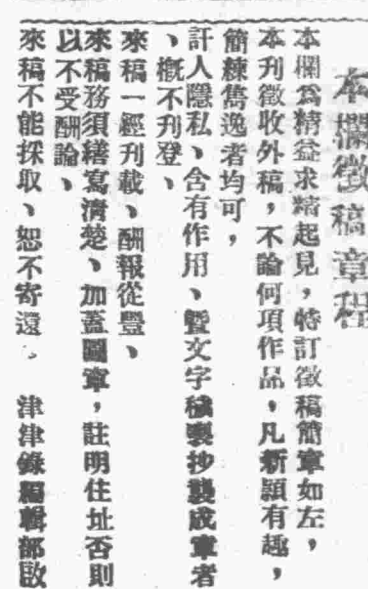 本欄徵稿章程
本欄爲精益求精起見，特訂徵稿簡章如左，
本刊徵收外稿，不論何項作品，凡新穎有趣，
簡練雋逸者均可，
訐人隱私、含有作用、曁文字穢褻抄襲成章者
、槪不刊登、
來稿一經刊載、酬報從豐、
來稿務須繕寫清楚、加蓋圖章，註明住址否則
以不受酬論、
來稿不能採取、恕不寄還。　津津錄編輯部啟